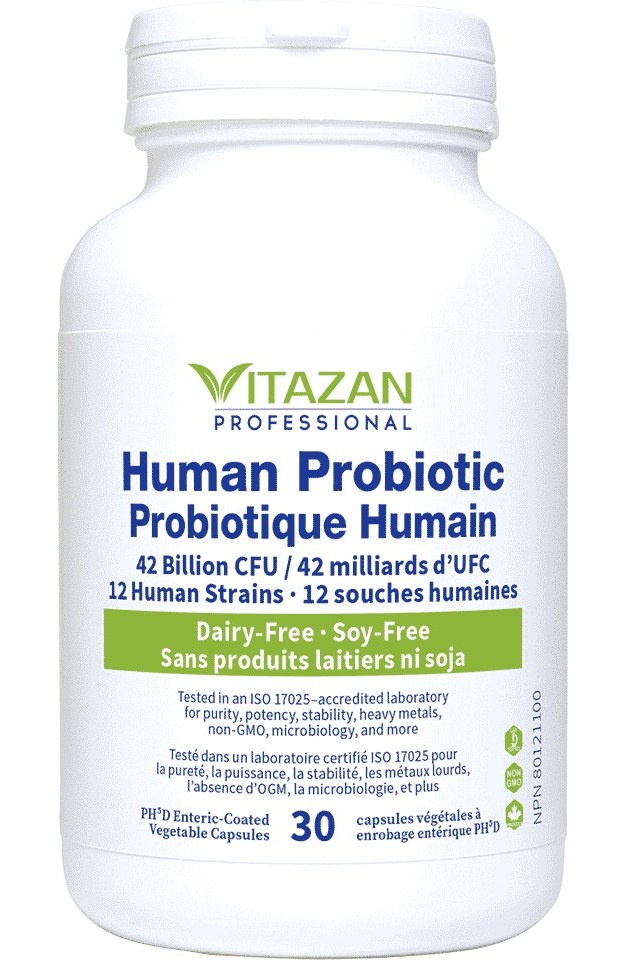 VITAZAN
PROFESSIONAL
Human Probiotic
Probiotique Humain
42 Billion CFU / 42 milliards d’UFC
12 Human Strains · 12 souches humaines
Dairy-Free · Soy-Free
Sans produits laitiers ni soja
Tested in an ISO 17025–accredited laboratory
for purity, potency, stability, heavy metals,
non-GMO, microbiology, and more
Testé dans un laboratoire certifié ISO 17025 pour
la pureté, la puissance, la stabilité, les métaux lourds,
l’absence d’OGM, la microbiologie, et plus
PH⁵D Enteric-Coated
Vegetable Capsules
30
capsules végétales à
enrobage entérique PH⁵D
NON
GMO
NPN 80121100